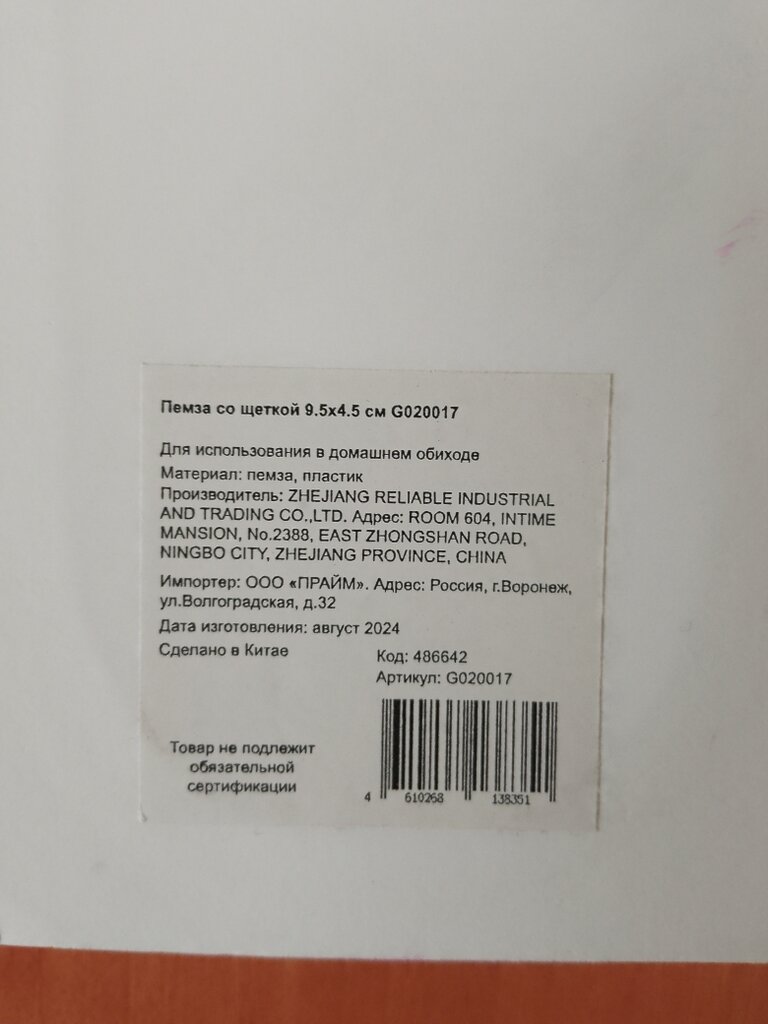 Пемза со щеткой 9.5х4.5 см G020017
Для использования в домашнем обиходе
Материал: пемза, пластик
Производитель: ZHEJIANG RELIABLE INDUSTRIAL
AND TRADING CO.,LTD. Адрес: ROOM 604, INTIME
MANSION, No.2388, EAST ZHONGSHAN ROAD,
NINGBO CITY, ZHEJIANG PROVINCE, CHINA
Импортер: ООО «ПРАЙМ». Адрес: Россия, г.Воронеж,
ул.Волгоградская, д.32
Дата изготовления: август 2024
Сделано в Китае
Код: 486642
Артикул: G020017
Товар не подлежит
обязательной
сертификации
4 610268 138351